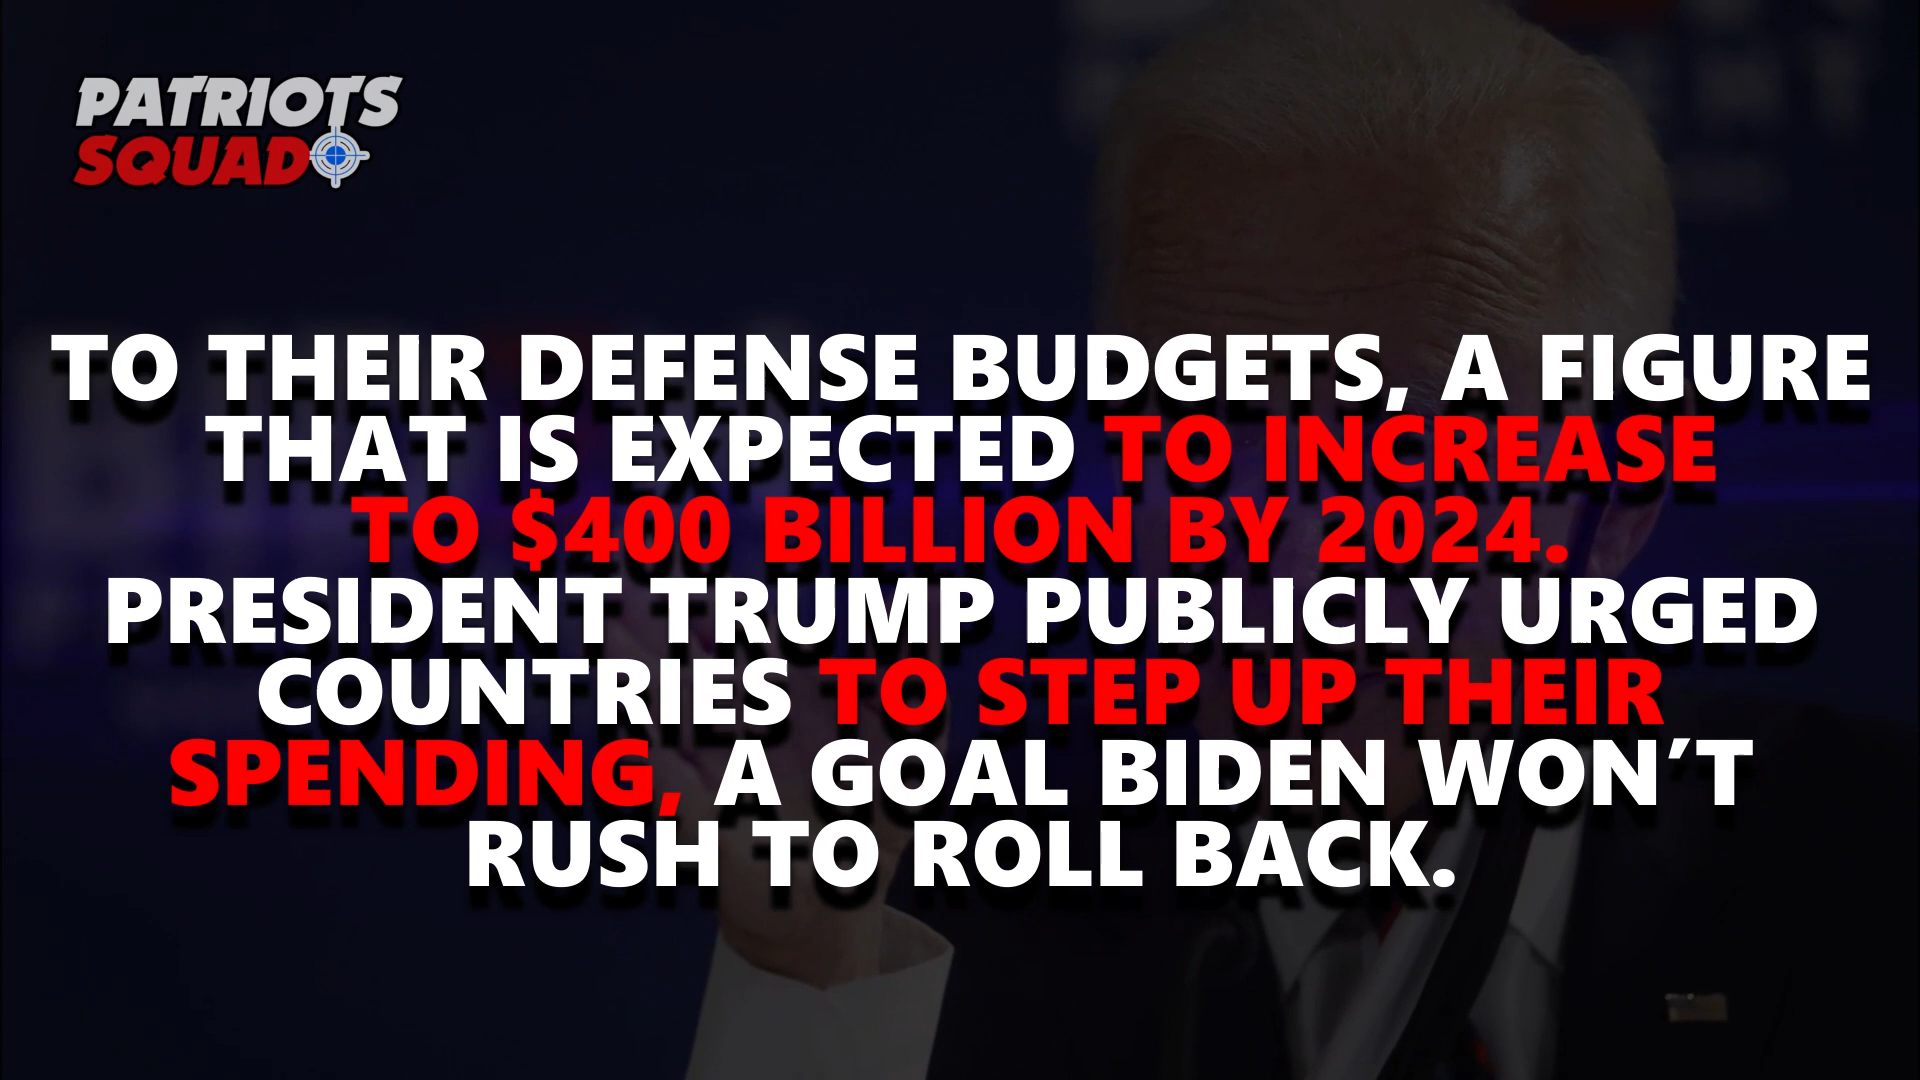 PATRIOTS
SQUAD
TO THEIR DEFENSE BUDGETS, A FIGURE
THAT IS EXPECTED TO INCREASE
TO $400 BILLION BY 2024.
PRESIDENT TRUMP PUBLICLY URGED
COUNTRIES TO STEP UP THEIR
SPENDING, A GOAL BIDEN WON’T
RUSH TO ROLL BACK.